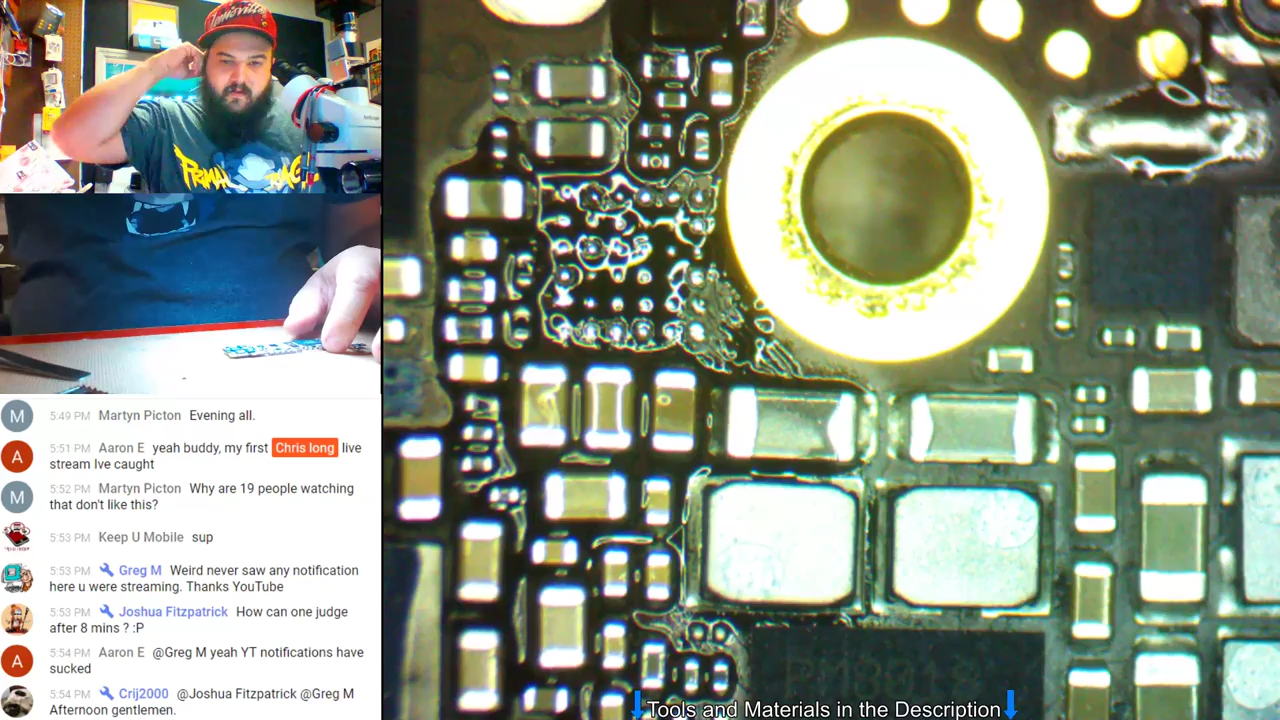 Louisville
PRIMAL RAGE
M 5:49 PM Martyn Picton Evening all.
A 5:51 PM Aaron E yeah buddy, my first Chris long live
stream Ive caught
M 5:52 PM Martyn Picton Why are 19 people watching
that don't like this?
5:53 PM Keep U Mobile sup
5:53 PM Greg M Weird never saw any notification
here u were streaming. Thanks YouTube
5:53 PM Joshua Fitzpatrick How can one judge
after 8 mins ? :P
A 5:54 PM Aaron E @Greg M yeah YT notifications have
sucked
5:54 PM Crij2000 @Joshua Fitzpatrick @Greg M
Afternoon gentlemen.
Tools and Materials in the Description